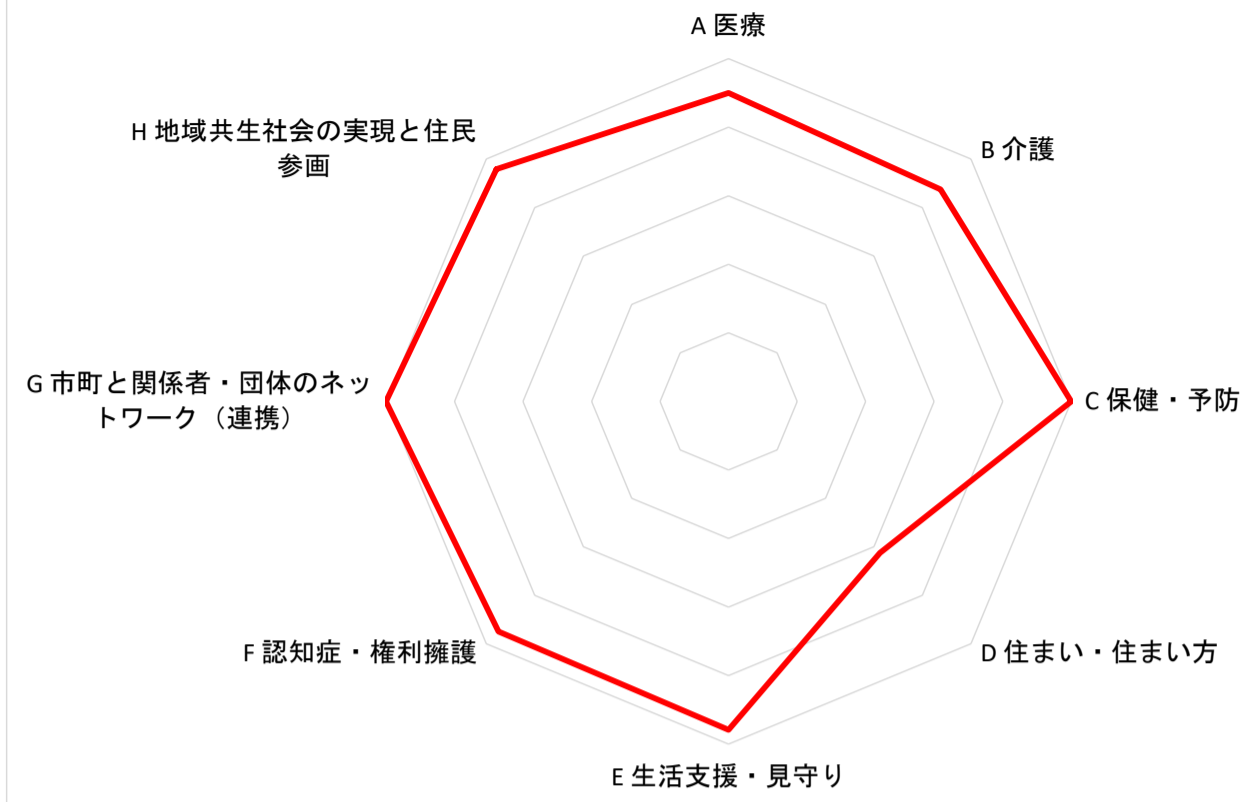 A 医療
B 介護
C 保健・予防
D 住まい・住まい方
E 生活支援・見守り
F 認知症・権利擁護
G 市町と関係者・団体のネッ
トワーク（連携）
H 地域共生社会の実現と住民
参画